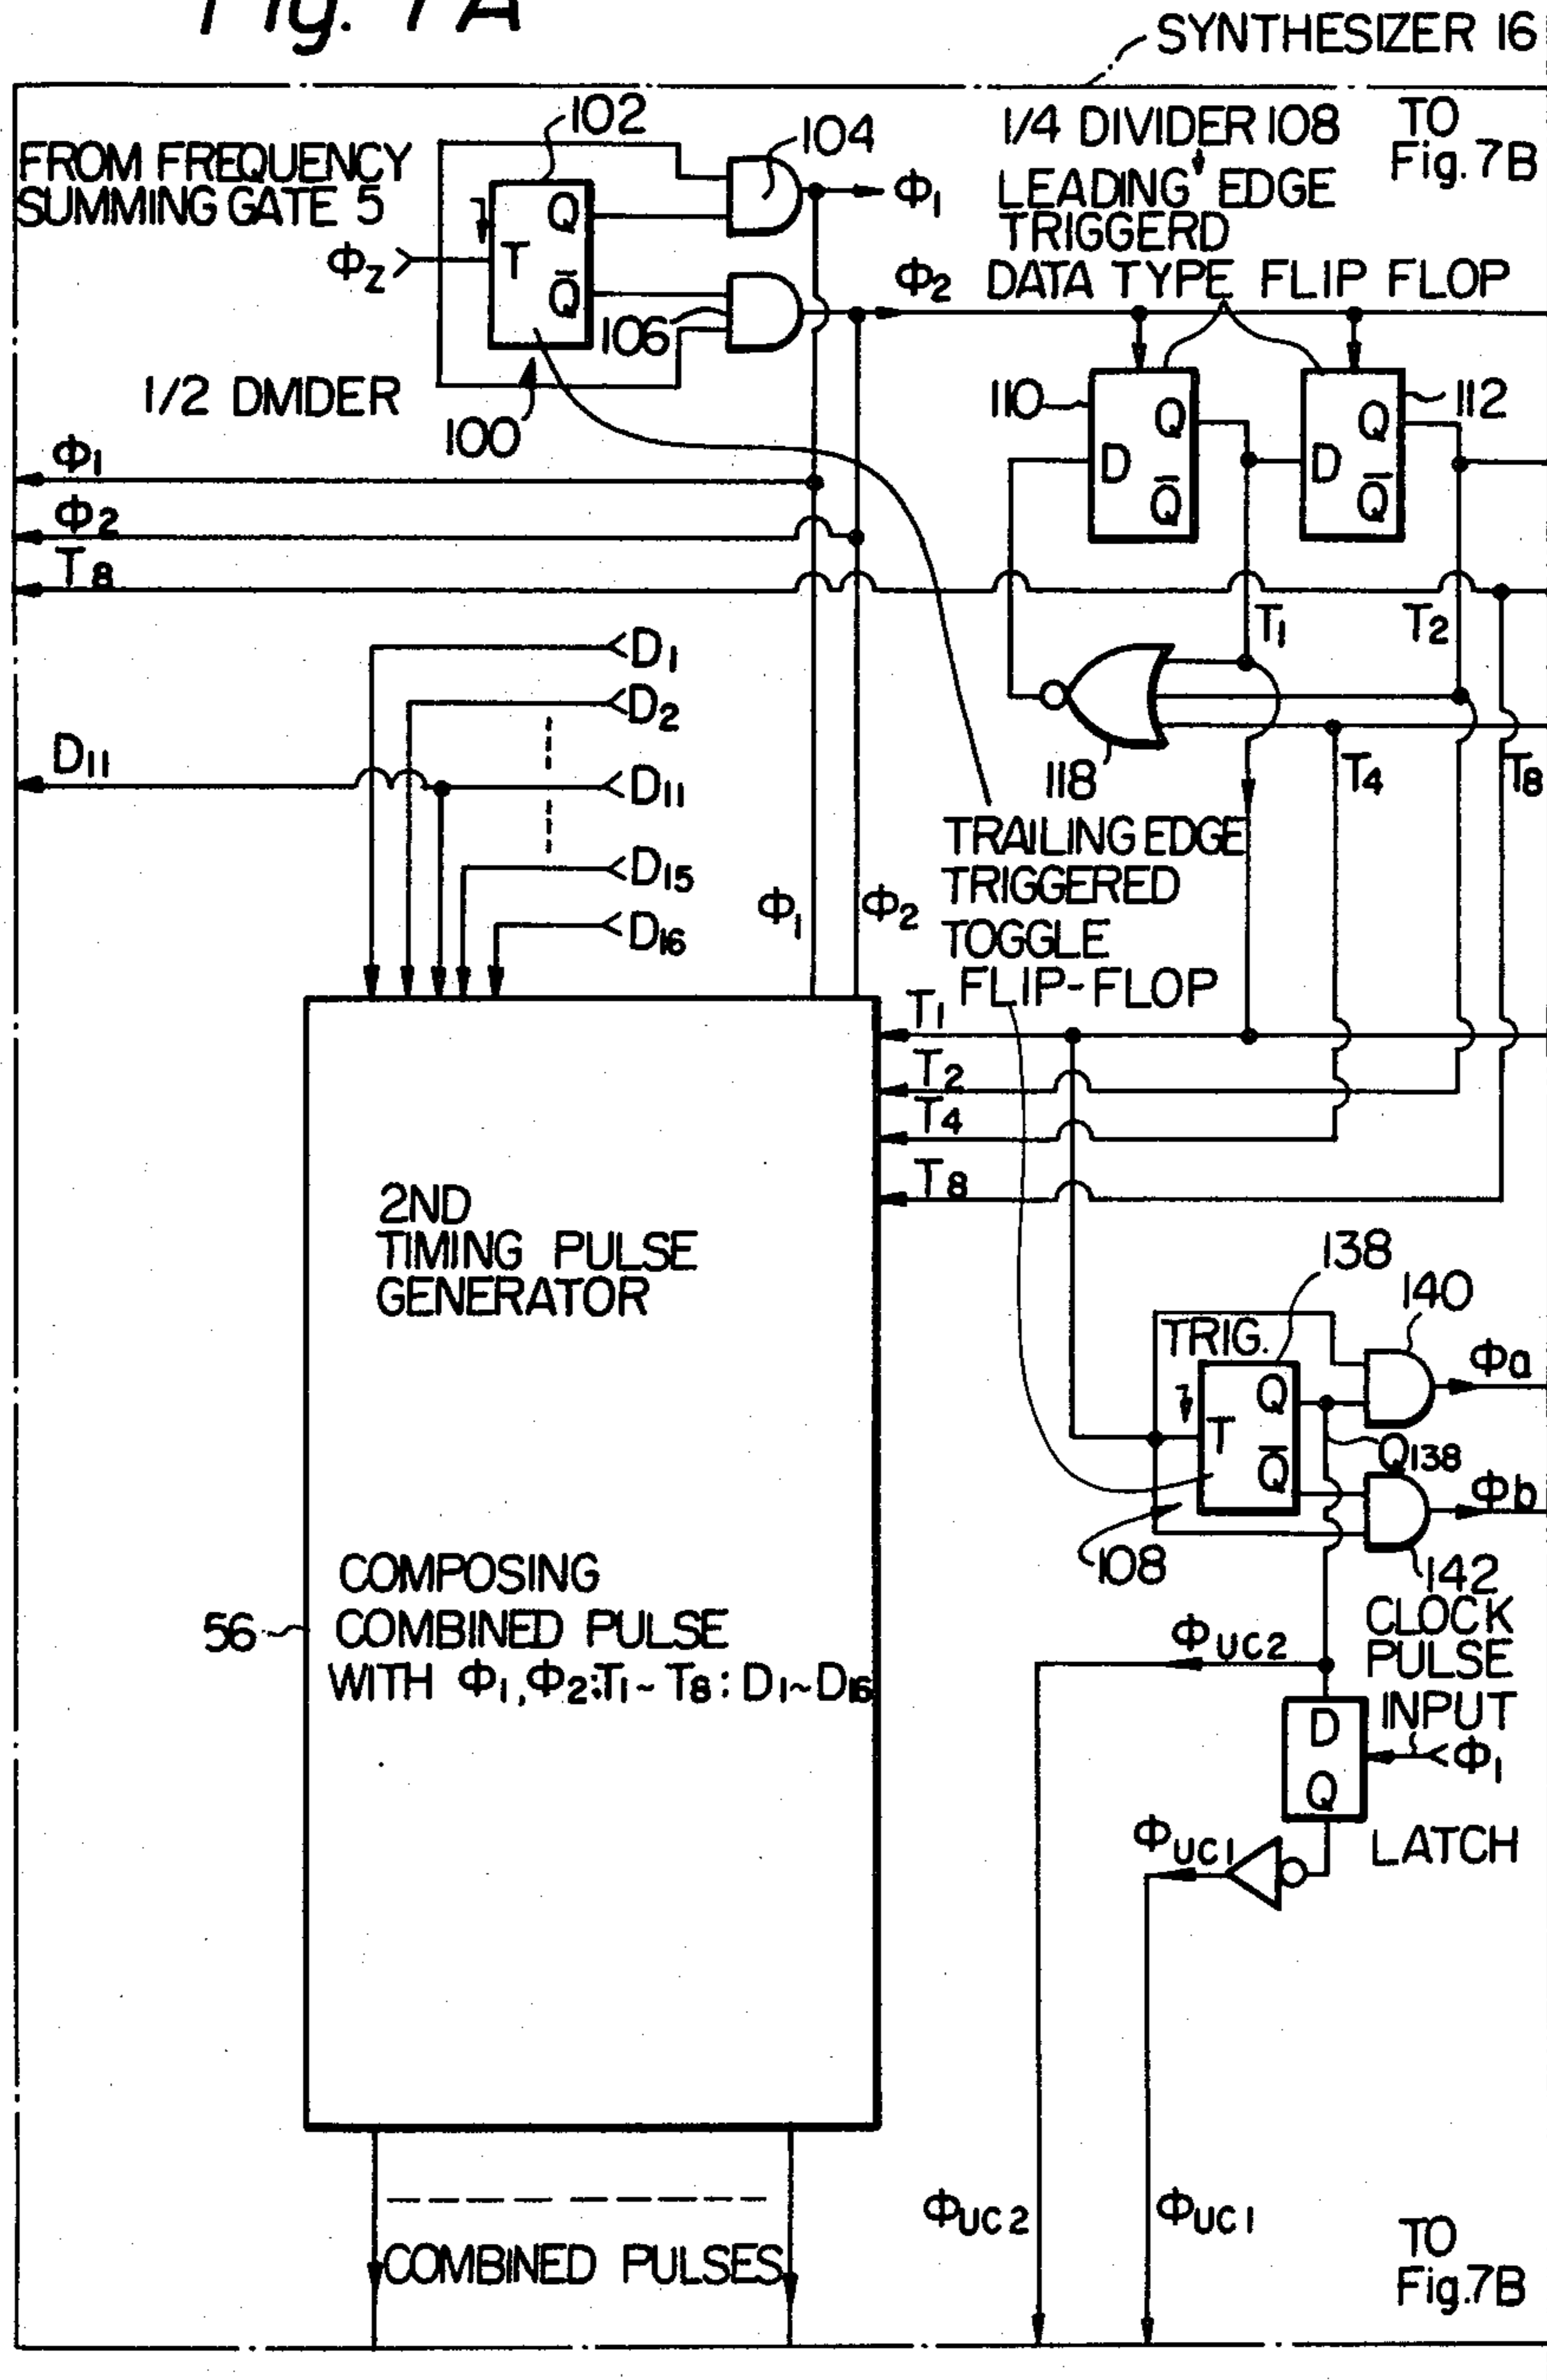 Fig. 7A
SYNTHESIZER 16
FROM FREQUENCY
SUMMING GATE 5
102
104
1/4 DIVIDER 108
LEADING EDGE
TRIGGERD
DATA TYPE FLIP FLOP
TO
Fig. 7B
Φz
T
Q
Q̄
Φ1
Φ2
106
1/2 DMDER
100
110
D
Q
Q̄
D
Q
Q̄
112
Φ1
Φ2
T8
T1
T2
D1
D2
D11
D11
D15
D16
118
T4
T8
TRAILING EDGE
TRIGGERED
TOGGLE
FLIP-FLOP
Φ1
Φ2
T1
T2
T4
T8
2ND
TIMING PULSE
GENERATOR
138
140
TRIG.
T
Q
Q̄
Φa
Q138
Φb
108
142
COMPOSING
COMBINED PULSE
WITH Φ1,Φ2:T1~T8:D1~D16
56
ΦUC2
CLOCK
PULSE
INPUT
D
Q
Φ1
ΦUC1
LATCH
ΦUC2
ΦUC1
COMBINED PULSES
TO
Fig.7B